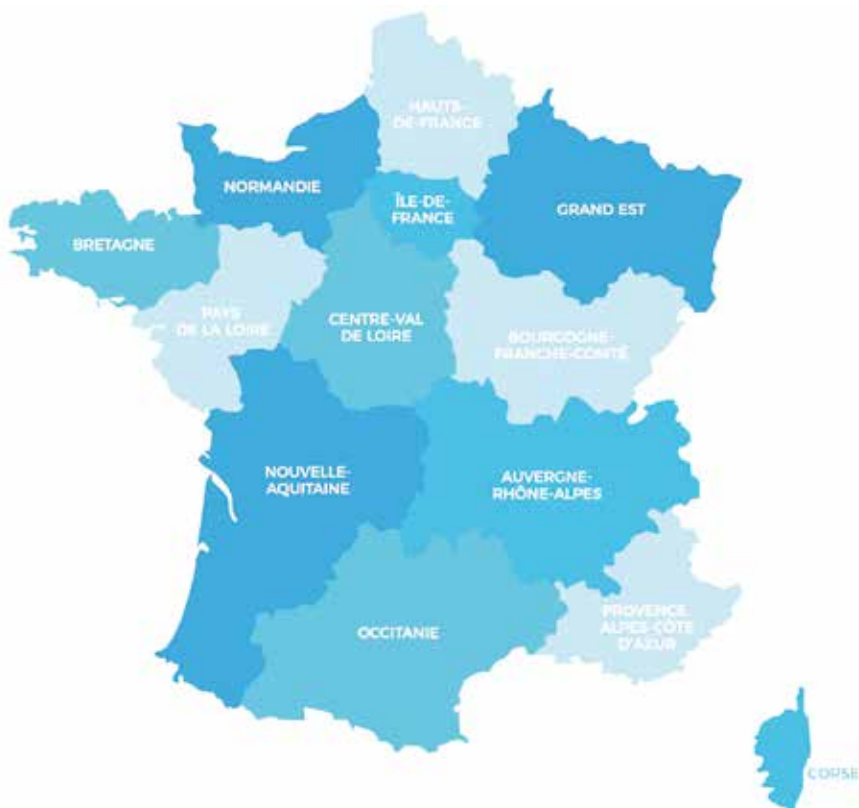 HAUTS-
DE-FRANCE
NORMANDIE
ÎLE-DE-
FRANCE
GRAND EST
BRETAGNE
PAYS
DE LA LOIRE
CENTRE-VAL
DE LOIRE
BOURGOGNE-
FRANCHE-COMTÉ
NOUVELLE-
AQUITAINE
AUVERGNE-
RHÔNE-ALPES
OCCITANIE
PROVENCE
ALPES-CÔTE
D'AZUR
CORSE